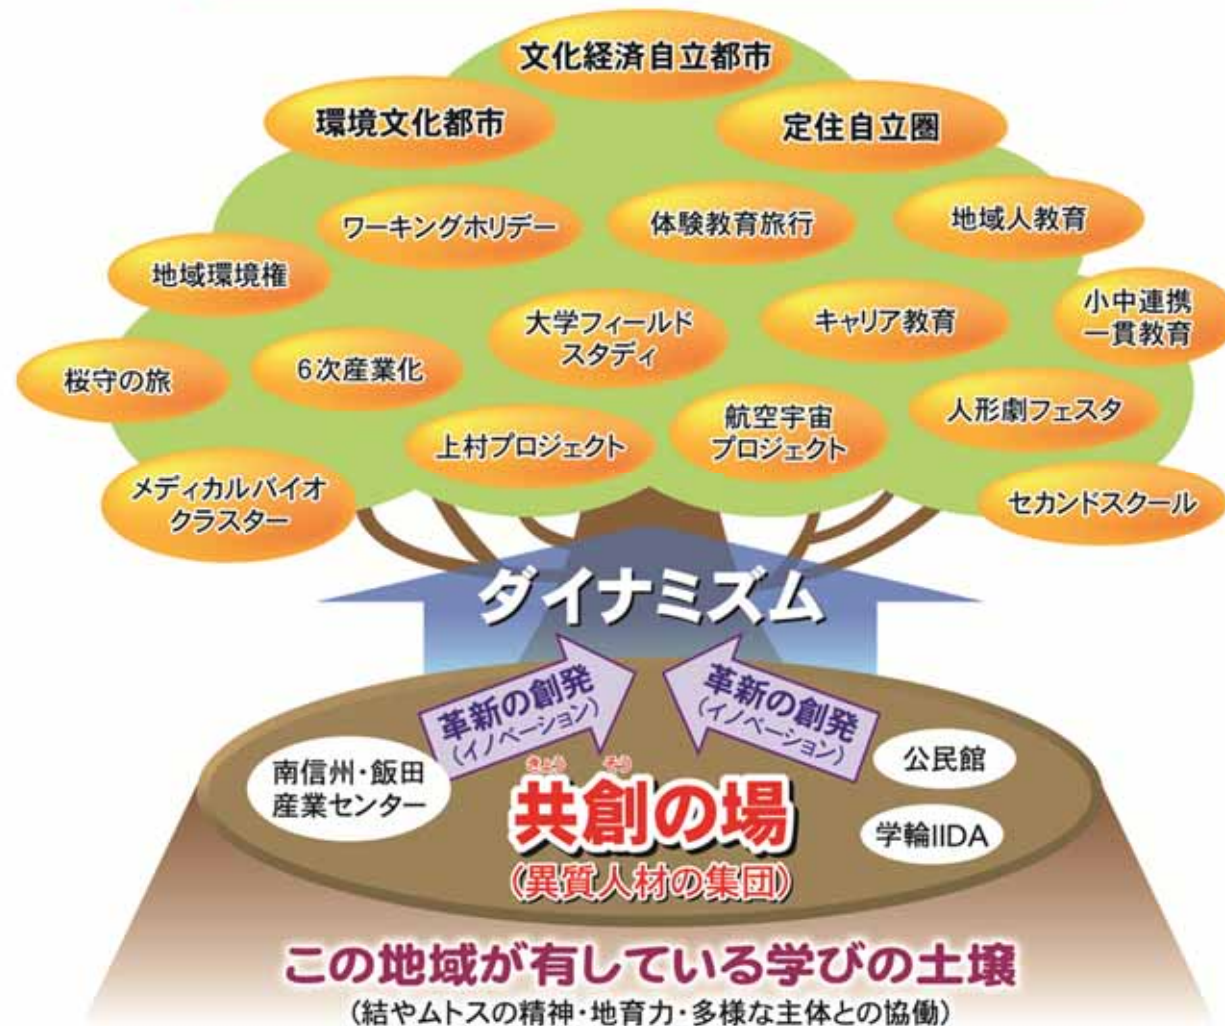 文化経済自立都市
環境文化都市
定住自立圏
ワーキングホリデー
体験教育旅行
地域人教育
地域環境権
小中連携
一貫教育
大学フィールド
スタディ
キャリア教育
桜守の旅
6次産業化
人形劇フェスタ
上村プロジェクト
航空宇宙
プロジェクト
メディカルバイオ
クラスター
セカンドスクール
ダイナミズム
革新の創発
(イノベーション)
革新の創発
(イノベーション)
南信州・飯田
産業センター
公民館
学輪IIDA
きょう そう
共創の場
(異質人材の集団)
この地域が有している学びの土壌
(結やムトスの精神・地育力・多様な主体との協働)